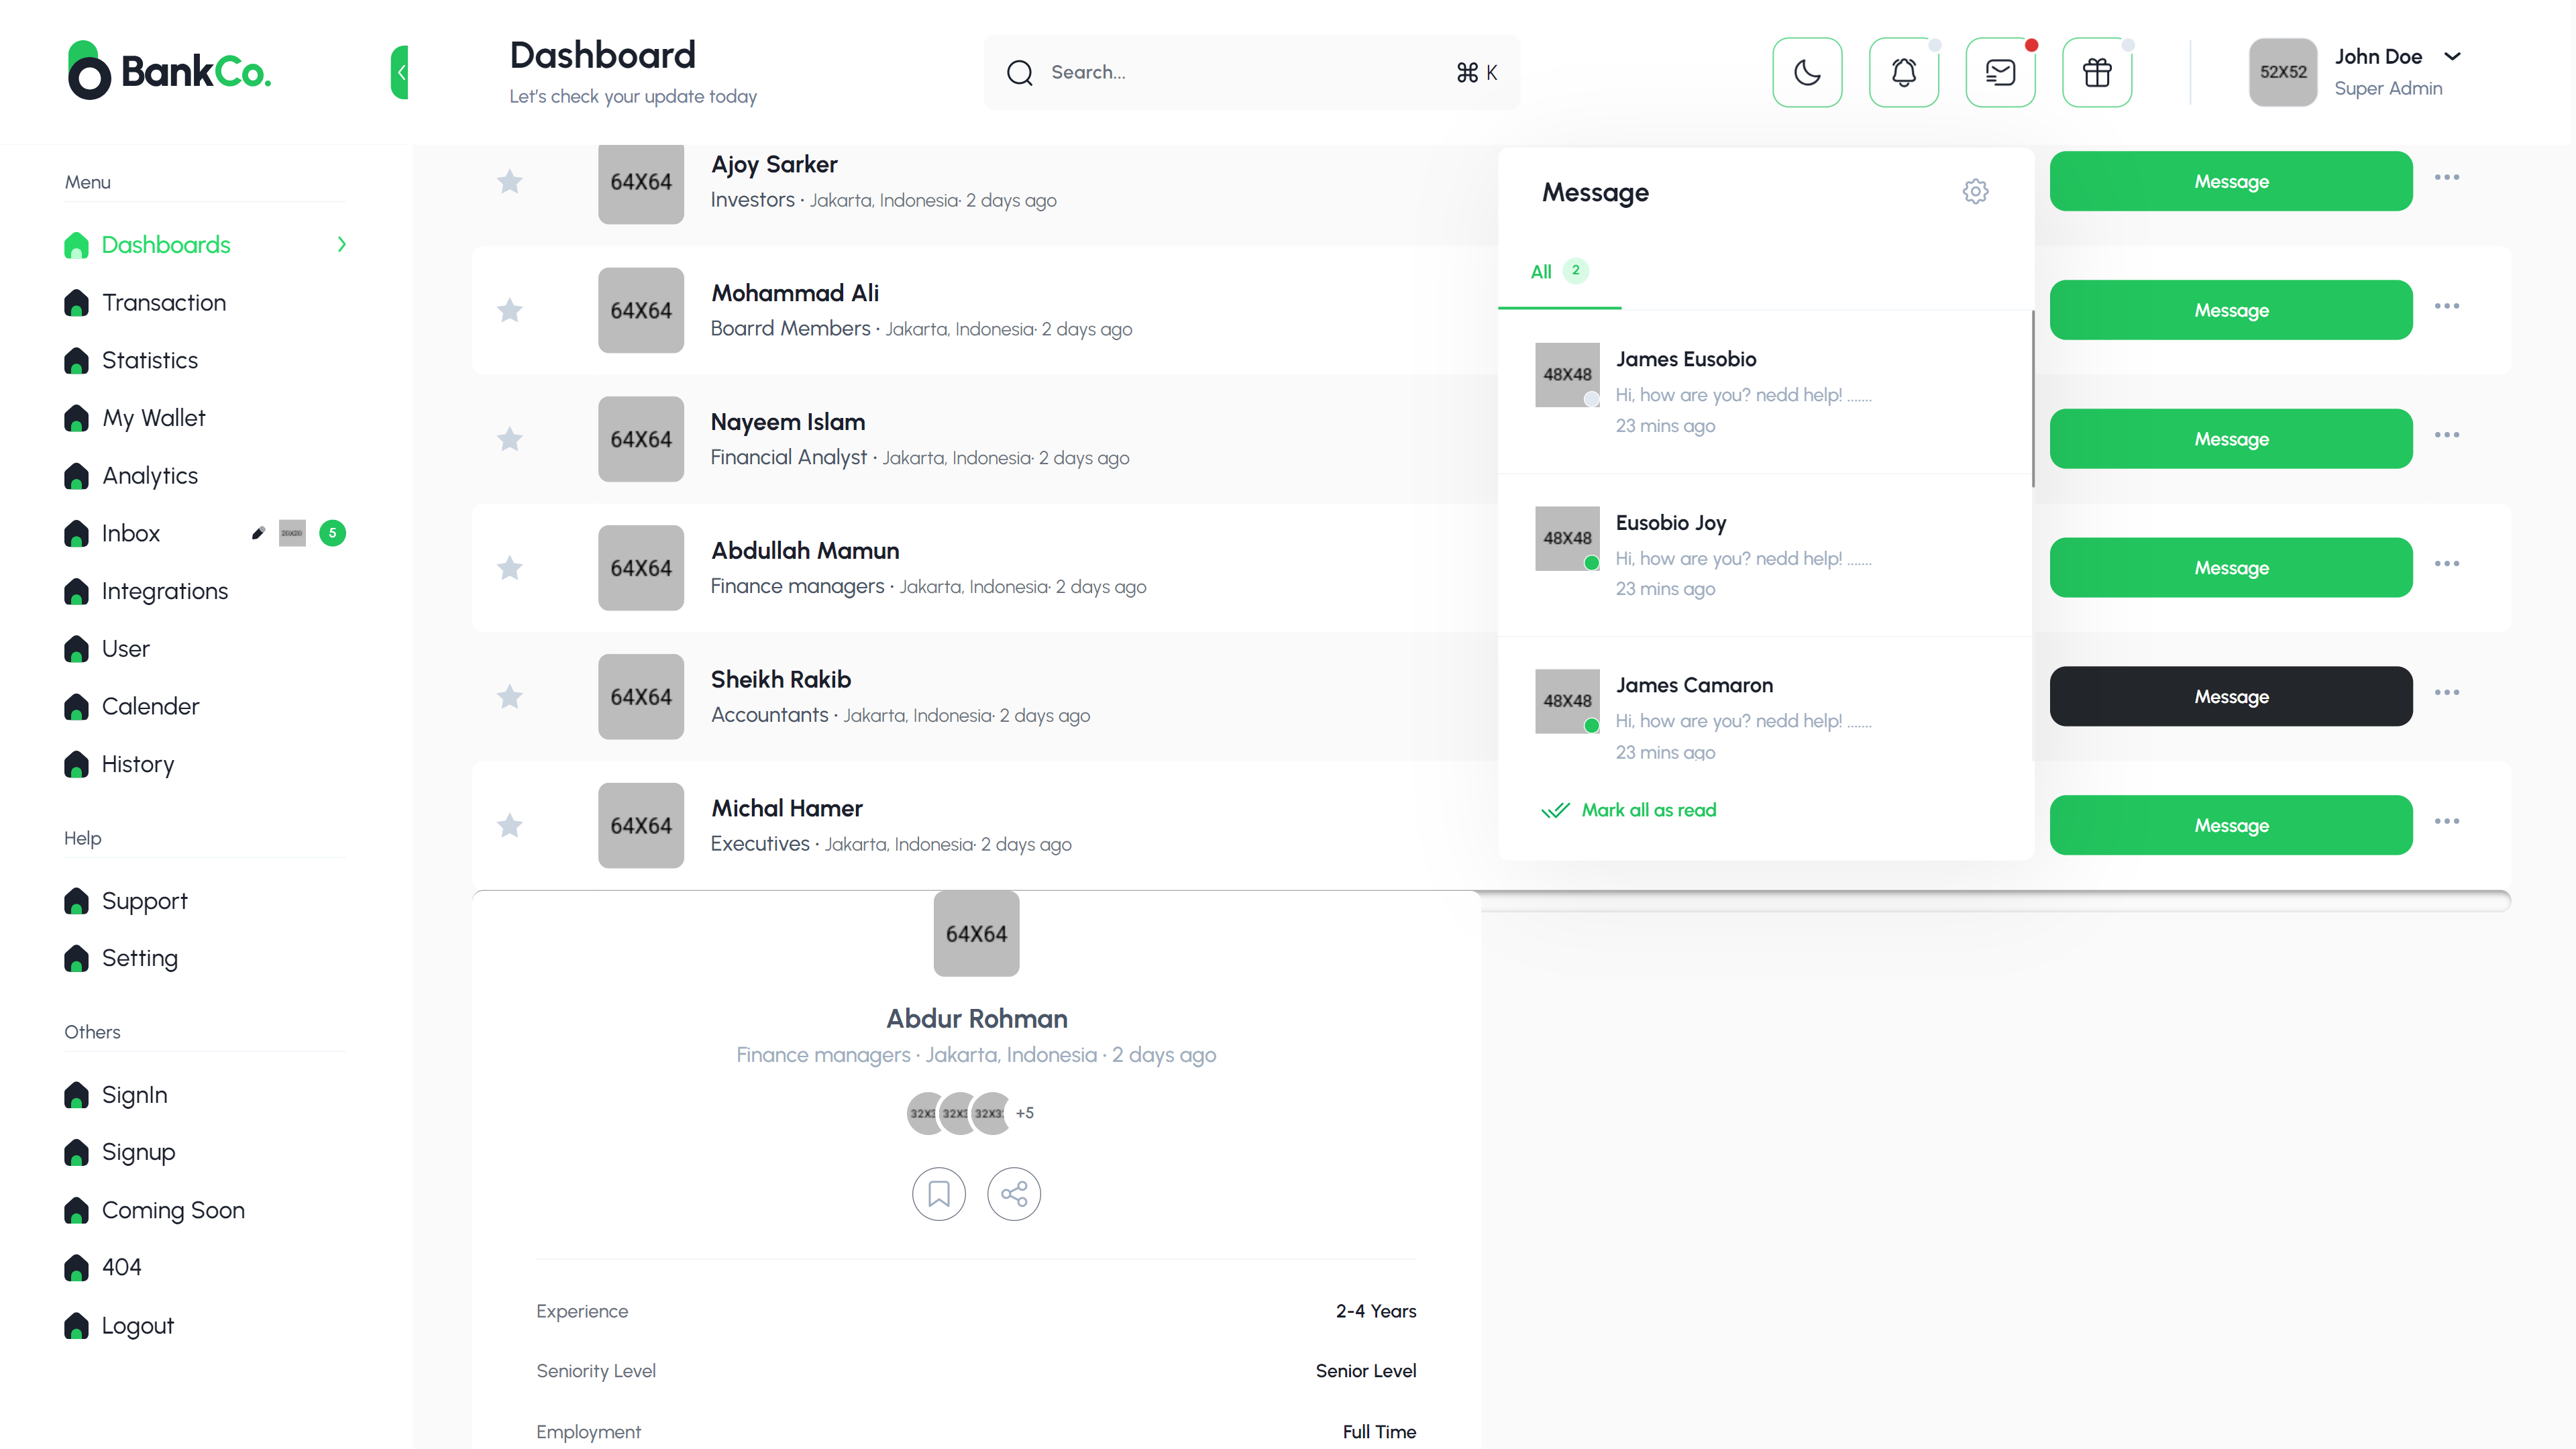 BankCo.
Dashboard
Let's check your update today
Search...
⌘ K
52X52
John Doe
Super Admin
Menu
Dashboards
Transaction
Statistics
My Wallet
Analytics
Inbox
5
Integrations
User
Calender
History
Help
Support
Setting
Others
SignIn
Signup
Coming Soon
404
Logout
64X64
Ajoy Sarker
Investors · Jakarta, Indonesia· 2 days ago
Message
64X64
Mohammad Ali
Boarrd Members · Jakarta, Indonesia· 2 days ago
Message
64X64
Nayeem Islam
Financial Analyst · Jakarta, Indonesia· 2 days ago
Message
64X64
Abdullah Mamun
Finance managers · Jakarta, Indonesia· 2 days ago
Message
64X64
Sheikh Rakib
Accountants · Jakarta, Indonesia· 2 days ago
Message
64X64
Michal Hamer
Executives · Jakarta, Indonesia· 2 days ago
Message
Message
All 2
48X48
James Eusobio
Hi, how are you? nedd help! .......
23 mins ago
48X48
Eusobio Joy
Hi, how are you? nedd help! .......
23 mins ago
48X48
James Camaron
Hi, how are you? nedd help! .......
23 mins ago
Mark all as read
64X64
Abdur Rohman
Finance managers · Jakarta, Indonesia · 2 days ago
32X3 32X3 32X3 +5
Experience 2-4 Years
Seniority Level Senior Level
Employment Full Time